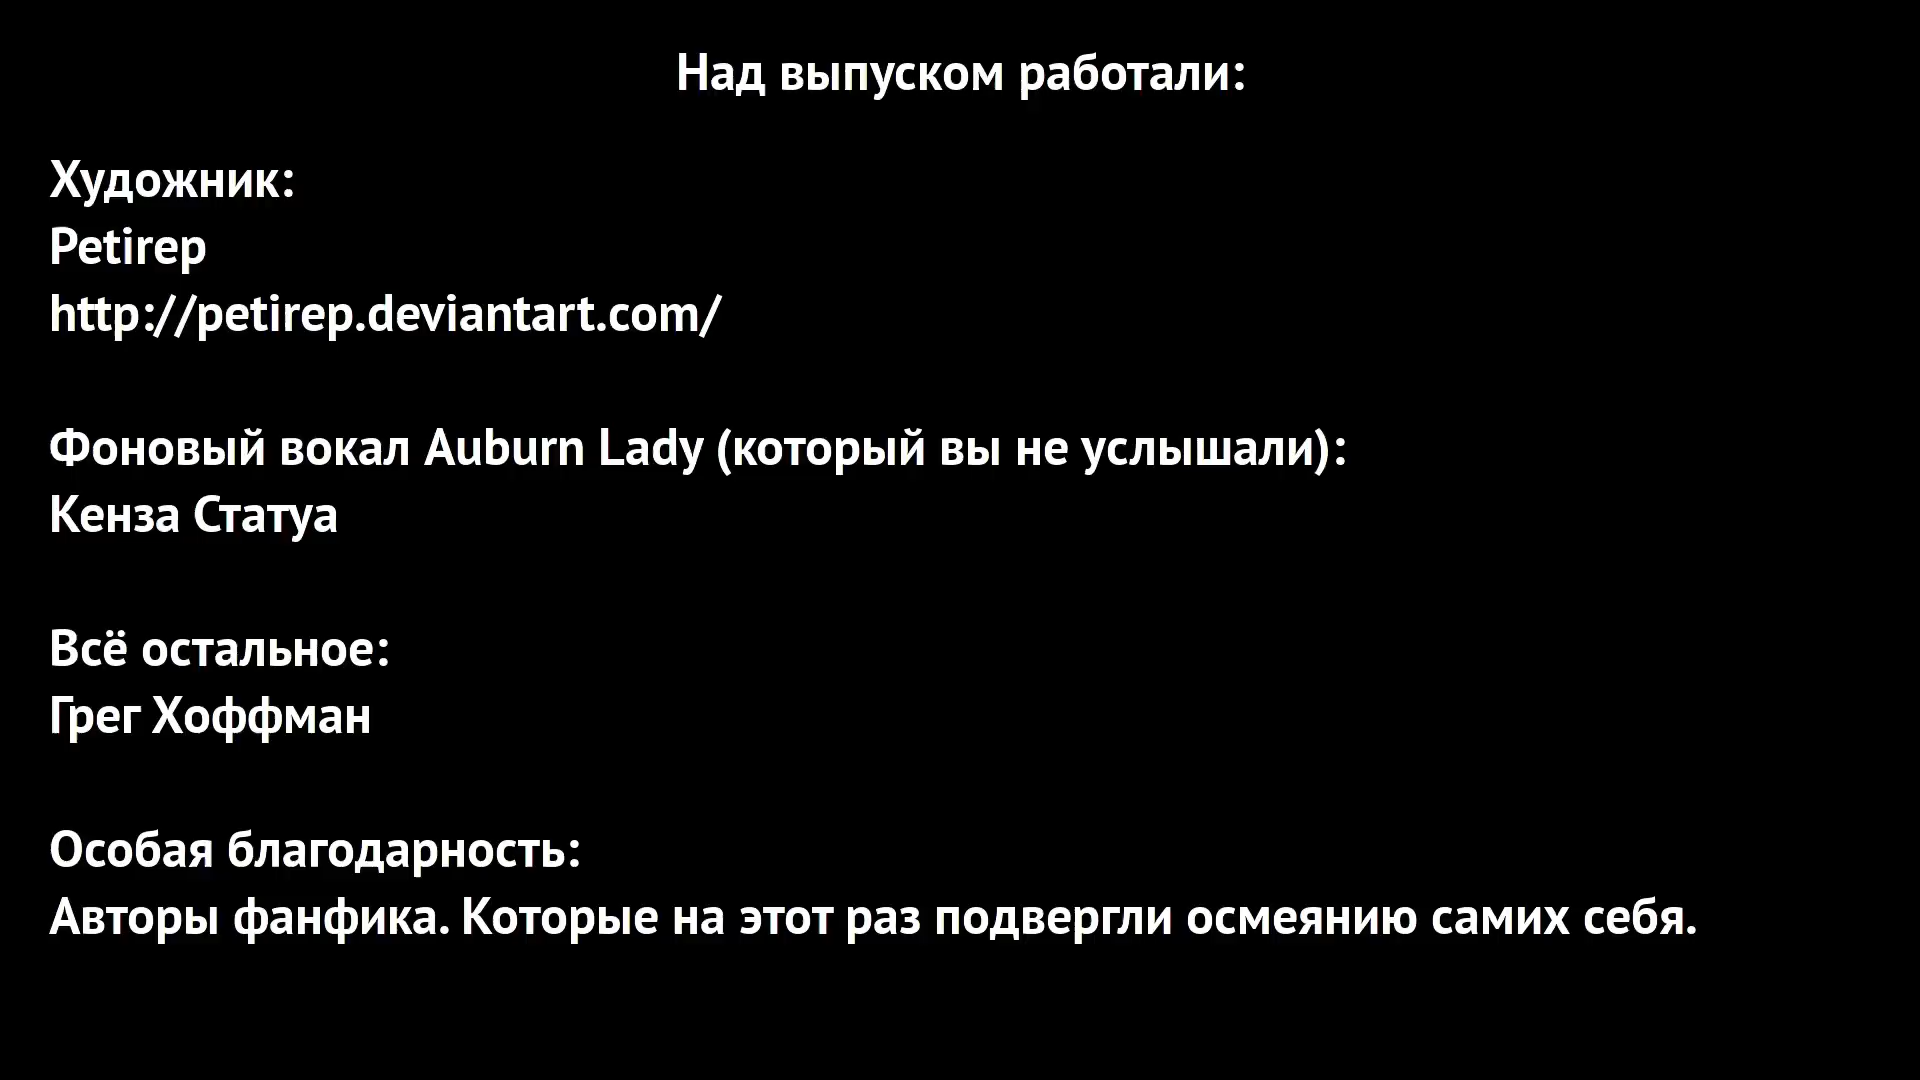 Над выпуском работали:
Художник:
Petirep
http://petirep.deviantart.com/
Фоновый вокал Auburn Lady (который вы не услышали):
Кенза Статуа
Всё остальное:
Грег Хоффман
Особая благодарность:
Авторы фанфика. Которые на этот раз подвергли осмеянию самих себя.